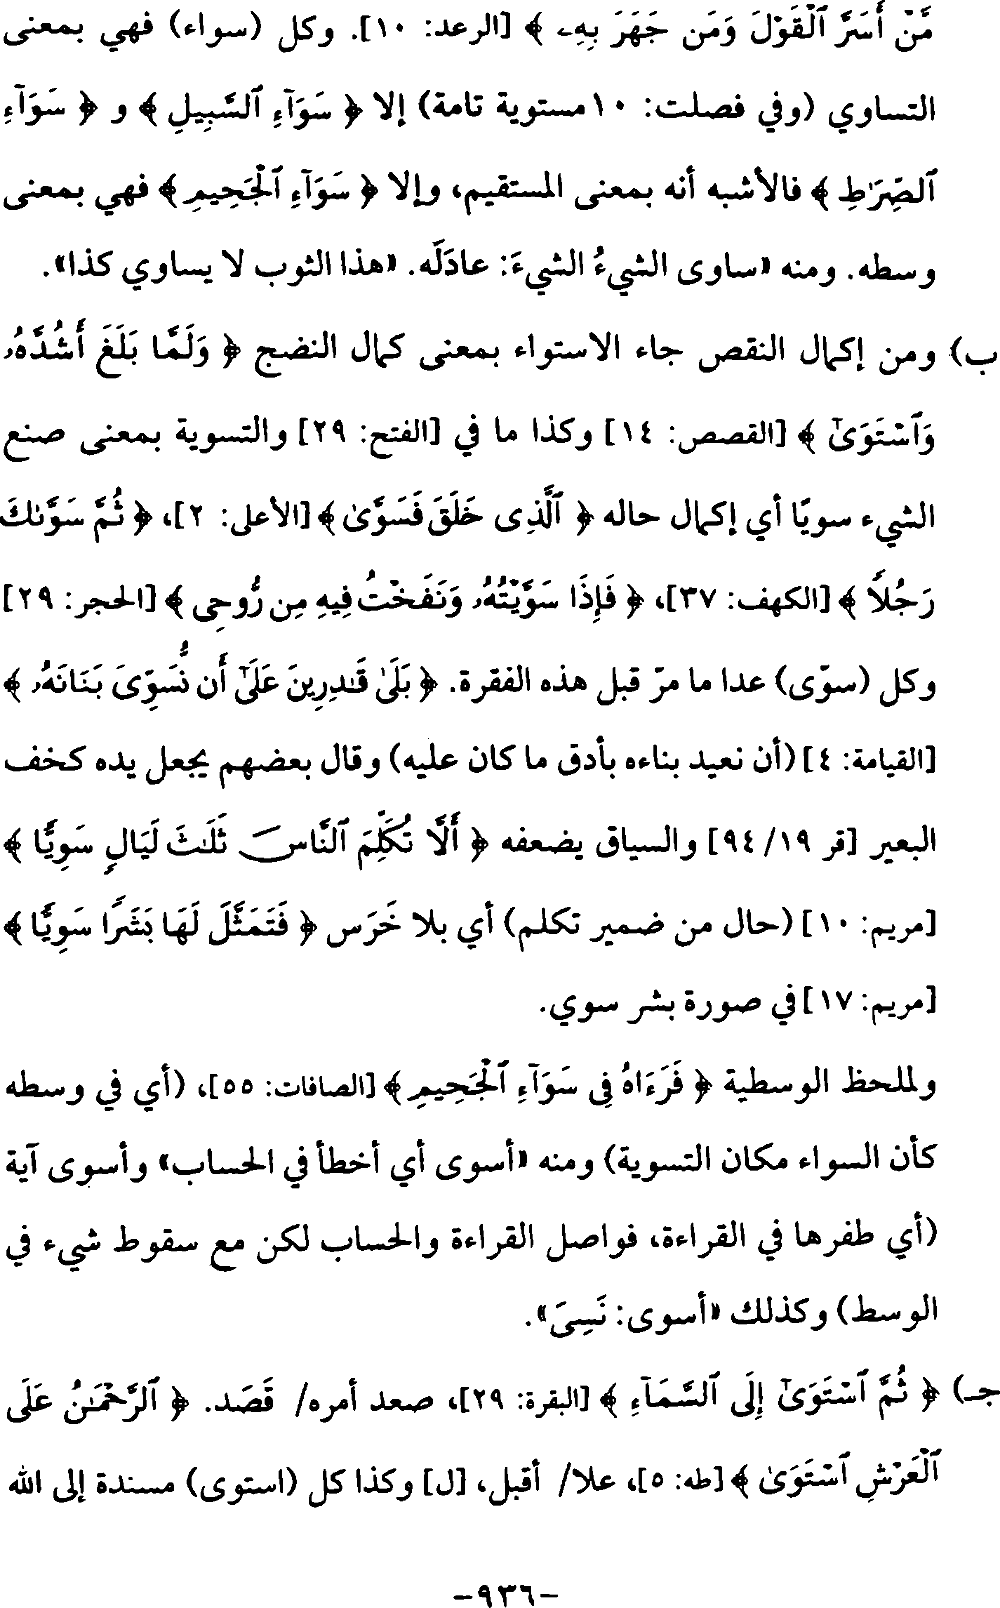 مَّنْ أَسَرَّ ٱلْقَوْلَ وَمَن جَهَرَ بِهِۦ ﴾ [الرعد: ١٠]. وكل (سواء) فهي بمعنى
التساوي (وفي فصلت: ١٠ مستوية تامة) إلا ﴿ سَوَآءِ ٱلسَّبِيلِ ﴾ و ﴿ سَوَآءِ
ٱلصِّرَٰطِ ﴾ فالأشبه أنه بمعنى المستقيم، وإلا ﴿ سَوَآءِ ٱلْجَحِيمِ ﴾ فهي بمعنى
وسطه. ومنه «ساوى الشيءُ الشيءَ: عادَلَه. «هذا الثوب لا يساوي كذا».
ب) ومن إكمال النقص جاء الاستواء بمعنى كمال النضج ﴿ وَلَمَّا بَلَغَ أَشُدَّهُۥ
وَٱسْتَوَىٰٓ ﴾ [القصص: ١٤] وكذا ما في [الفتح: ٢٩] والتسوية بمعنى صنع
الشيء سويًا أي إكمال حاله ﴿ ٱلَّذِى خَلَقَ فَسَوَّىٰ ﴾ [الأعلى: ٢]، ﴿ ثُمَّ سَوَّىٰكَ
رَجُلًا ﴾ [الكهف: ٣٧]، ﴿ فَإِذَا سَوَّيْتُهُۥ وَنَفَخْتُ فِيهِ مِن رُّوحِى ﴾ [الحجر: ٢٩]
وكل (سوّى) عدا ما مرّ قبل هذه الفقرة. ﴿ بَلَىٰ قَٰدِرِينَ عَلَىٰٓ أَن نُّسَوِّىَ بَنَانَهُۥ ﴾
[القيامة: ٤] (أن نعيد بناءه بأدق ما كان عليه) وقال بعضهم يجعل يده كخف
البعير [قر ١٩/ ٩٤] والسياق يضعفه ﴿ أَلَّا تُكَلِّمَ ٱلنَّاسَ ثَلَٰثَ لَيَالٍ سَوِيًّا ﴾
[مريم: ١٠] (حال من ضمير تكلم) أي بلا خَرَس ﴿ فَتَمَثَّلَ لَهَا بَشَرًا سَوِيًّا ﴾
[مريم: ١٧] في صورة بشر سوي.
ولملحظ الوسطية ﴿ فَرَءَاهُ فِى سَوَآءِ ٱلْجَحِيمِ ﴾ [الصافات: ٥٥]، (أي في وسطه
كأن السواء مكان التسوية) ومنه «أسوى أي أخطأ في الحساب» وأسوى آية
(أي طفرها في القراءة، فواصل القراءة والحساب لكن مع سقوط شيء في
الوسط) وكذلك «أسوى: نَسِىَ».
جـ) ﴿ ثُمَّ ٱسْتَوَىٰٓ إِلَى ٱلسَّمَآءِ ﴾ [البقرة: ٢٩]، صعد أمره/ قَصَد. ﴿ ٱلرَّحْمَٰنُ عَلَى
ٱلْعَرْشِ ٱسْتَوَىٰ ﴾ [طه: ٥]، علا/ أقبل، [ل] وكذا كل (استوى) مسندة إلى الله
-٩٣٦-